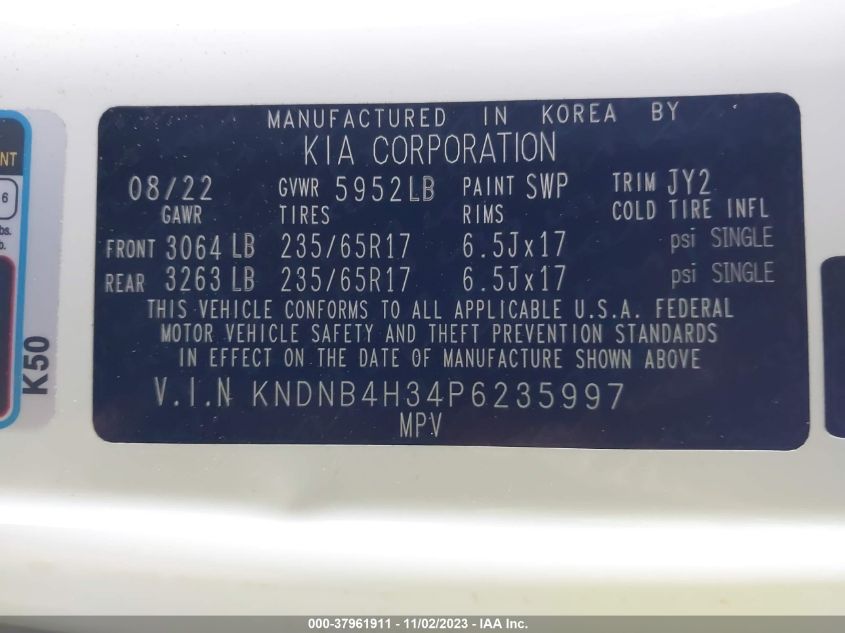 MANUFACTURED IN KOREA BY
KIA CORPORATION
08/22 GVWR 5952LB PAINT SWP TRIM JY2
GAWR TIRES RIMS COLD TIRE INFL
FRONT 3064 LB 235/65R17 6.5Jx17 psi SINGLE
REAR 3263 LB 235/65R17 6.5Jx17 psi SINGLE
THIS VEHICLE CONFORMS TO ALL APPLICABLE U.S.A. FEDERAL
MOTOR VEHICLE SAFETY AND THEFT PREVENTION STANDARDS
IN EFFECT ON THE DATE OF MANUFACTURE SHOWN ABOVE
V.I.N KNDNB4H34P6235997
MPV
NT
6
bs.
b.
K50
000-37961911 - 11/02/2023 - IAA Inc.